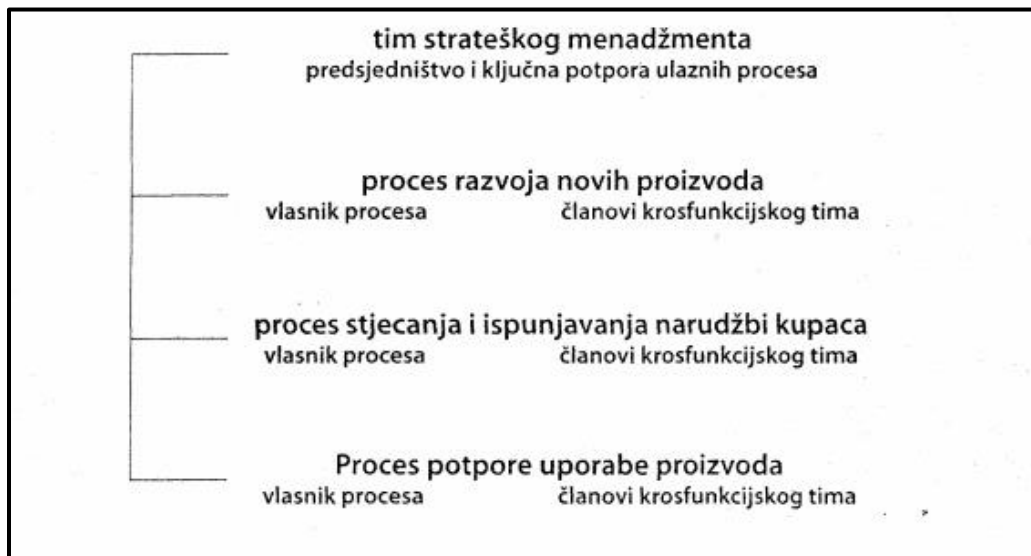 tim strateškog menadžmenta
predsjedništvo i ključna potpora ulaznih procesa
proces razvoja novih proizvoda
vlasnik procesa članovi krosfunkcijskog tima
proces stjecanja i ispunjavanja narudžbi kupaca
vlasnik procesa članovi krosfunkcijskog tima
Proces potpore uporabe proizvoda
vlasnik procesa članovi krosfunkcijskog tima